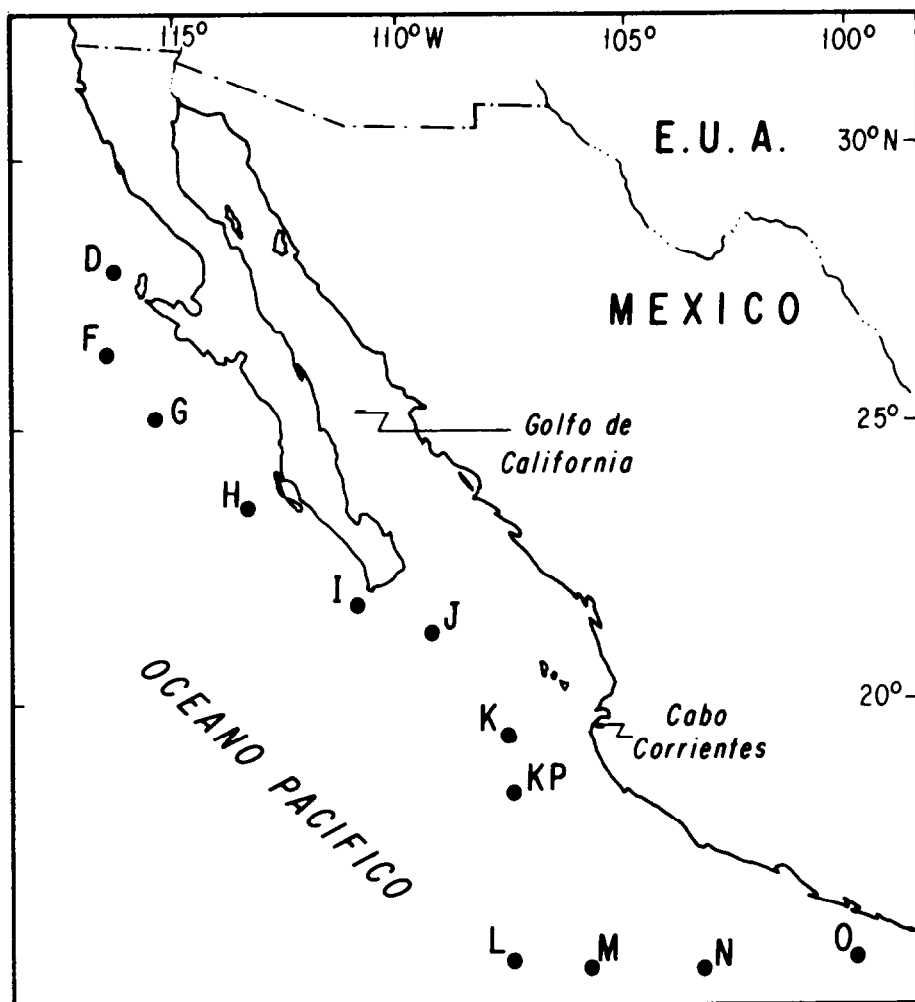 115° 110°W 105° 100°
E.U.A.
30°N
MEXICO
D
F
G
25°
Golfo de
California
H
I
J
OCEANO PACIFICO
20°
K
Cabo
Corrientes
KP
L
M
N
O